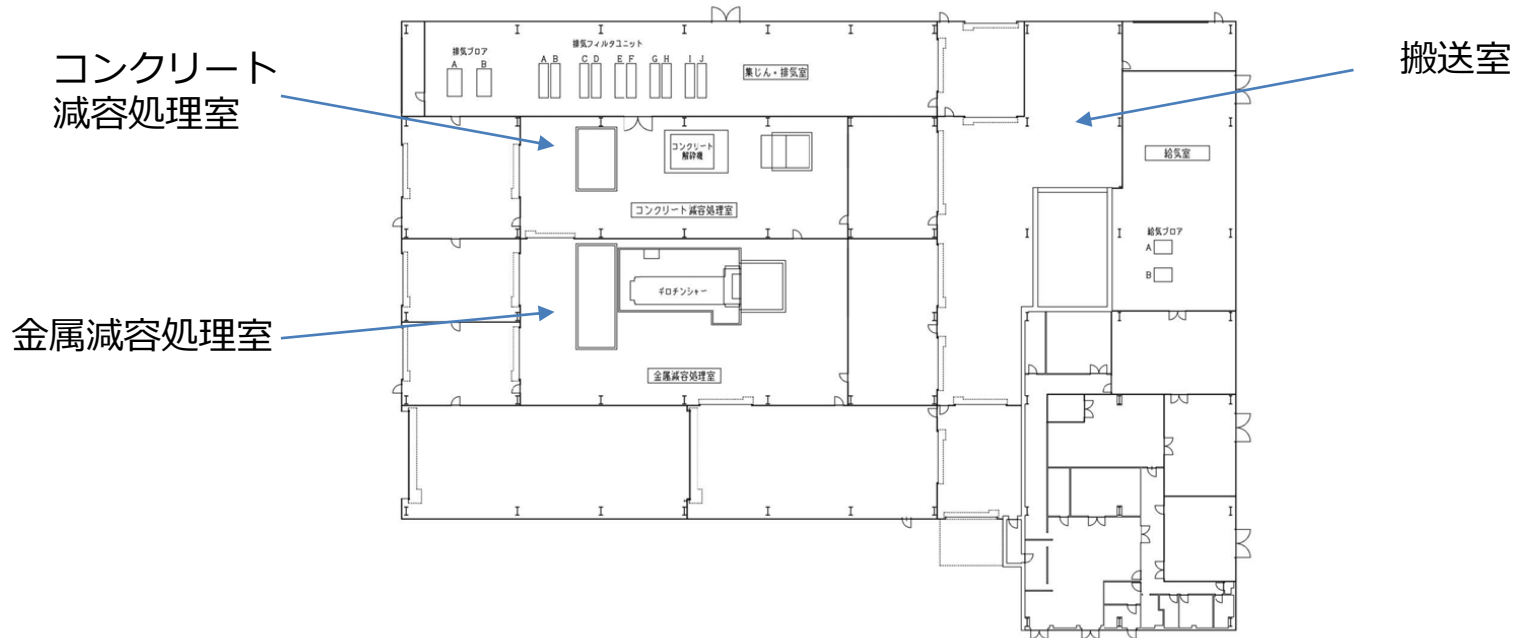 コンクリート
減容処理室
金属減容処理室
搬送室
排気ブロア
A B
排気フィルタユニット
A B C D E F G H I J
集じん・排気室
コンクリート
解砕機
コンクリート減容処理室
ギロチンシャー
金属減容処理室
給気室
給気ブロア
A
B